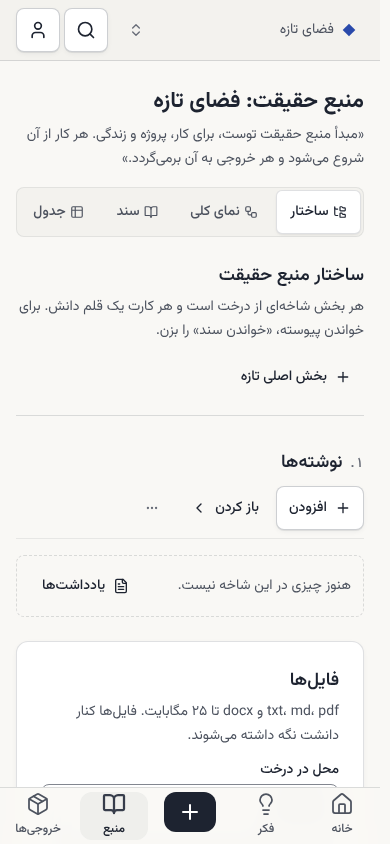 فضای تازه
منبع حقیقت: فضای تازه
«مبدأ منبع حقیقت توست، برای کار، پروژه و زندگی. هر کار از آن
شروع می‌شود و هر خروجی به آن برمی‌گردد.»
ساختار
نمای کلی
سند
جدول
ساختار منبع حقیقت
هر بخش شاخه‌ای از درخت است و هر کارت یک قلم دانش. برای
خواندن پیوسته، «خواندن سند» را بزن.
+ بخش اصلی تازه
۱. نوشته‌ها
+ افزودن
باز کردن
...
هنوز چیزی در این شاخه نیست.
یادداشت‌ها
فایل‌ها
txt، md، pdf و docx تا ۲۵ مگابایت. فایل‌ها کنار
دانشت نگه داشته می‌شوند.
محل در درخت
خانه
فکر
+
منبع
خروجی‌ها